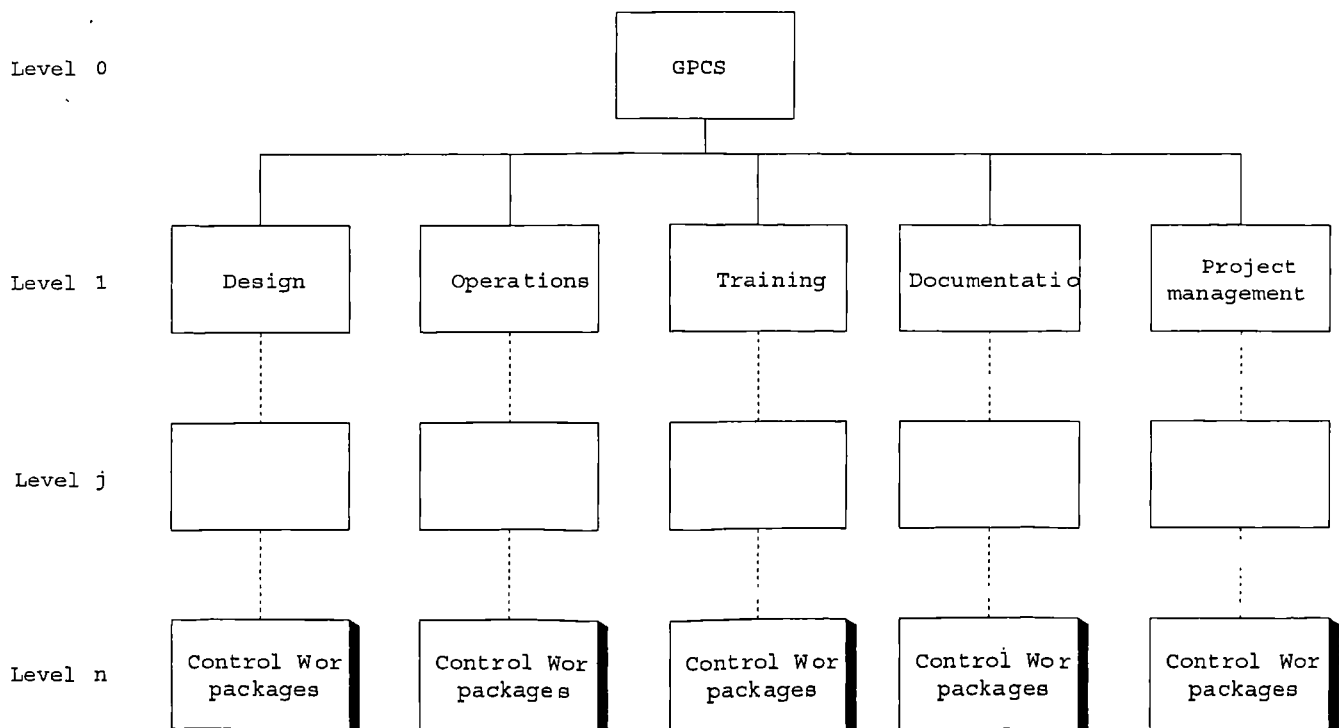 Level 0
GPCS
Level 1
Design
Operations
Training
Documentatio
Project
management
Level j
Level n
Control Wor
packages
Control Wor
packages
Control Wor
packages
Control Wor
packages
Control Wor
packages